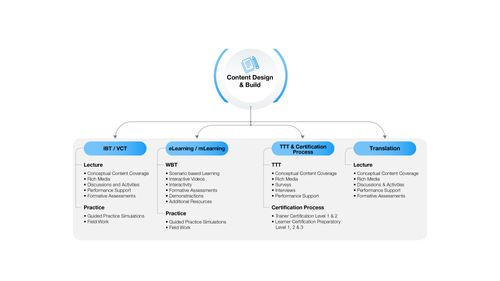 Content Design
& Build
IBT / VCT
Lecture
• Conceptual Content Coverage
• Rich Media
• Discussions and Activities
• Performance Support
• Formative Assessments
Practice
• Guided Practice Simulations
• Field Work
eLearning / mLearning
WBT
• Scenario based Learning
• Interactive Videos
• Interactivity
• Formative Assessments
• Demonstrations
• Additional Resources
Practice
• Guided Practice Simulations
• Field Work
TTT & Certification
Process
TTT
• Conceptual Content Coverage
• Rich Media
• Surveys
• Interviews
• Performance Support
Certification Process
• Trainer Certification Level 1 & 2
• Learner Certification Preparatory
Level 1, 2 & 3
Translation
Lecture
• Conceptual Content Coverage
• Rich Media
• Discussions & Activities
• Performance Support
• Formative Assessments